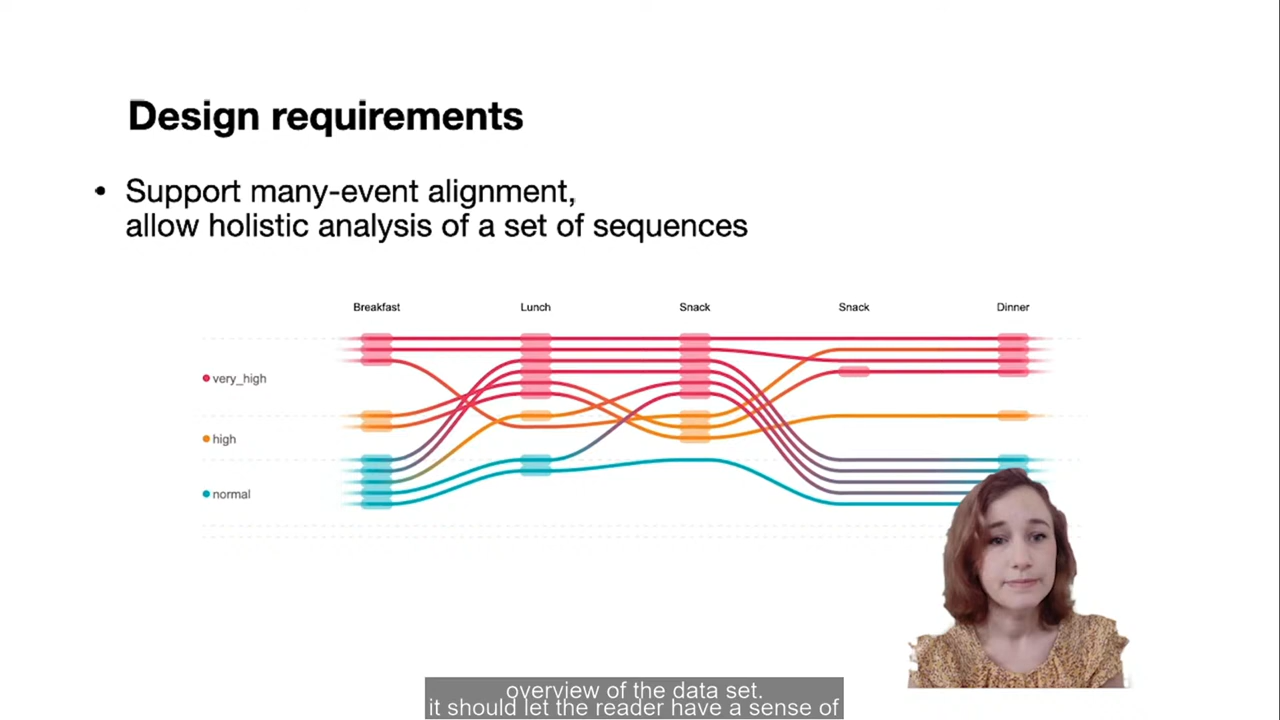 Design requirements
• Support many-event alignment,
allow holistic analysis of a set of sequences
Breakfast Lunch Snack Snack Dinner
very_high
high
normal
overview of the data set.
it should let the reader have a sense of